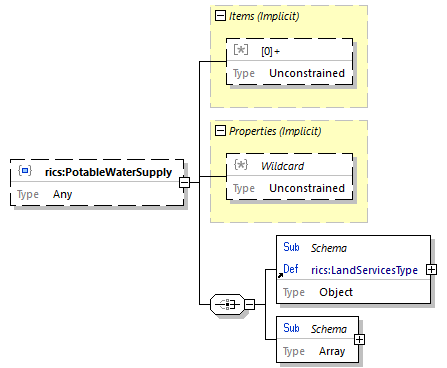 Items (Implicit)
[0]+
Type Unconstrained
Properties (Implicit)
Wildcard
Type Unconstrained
rics:PotableWaterSupply
Type Any
Sub Schema
Def rics:LandServicesType
Type Object
Sub Schema
Type Array